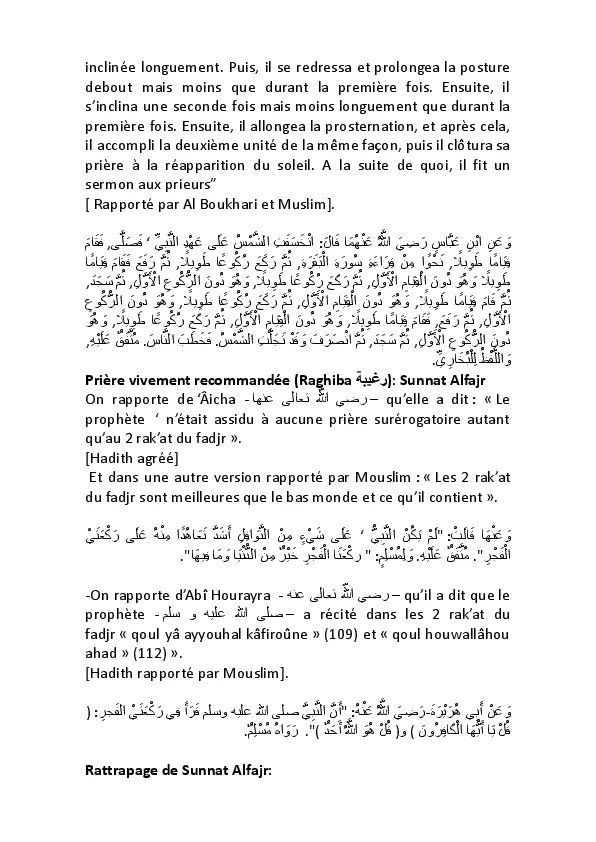 inclinée longuement. Puis, il se redressa et prolongea la posture
debout mais moins que durant la première fois. Ensuite, il
s’inclina une seconde fois mais moins longuement que durant la
première fois. Ensuite, il allongea la prosternation, et après cela,
il accompli la deuxième unité de la même façon, puis il clôtura sa
prière à la réapparition du soleil. A la suite de quoi, il fit un
sermon aux prieurs”
[ Rapporté par Al Boukhari et Muslim].
وَعَنِ ابْنِ عَبَّاسٍ رَضِيَ اللَّهُ عَنْهُمَا قَالَ: انْخَسَفَتِ الشَّمْسُ عَلَى عَهْدِ النَّبِيِّ ‘ فَصَلَّى, فَقَامَ
قِيَامًا طَوِيلًا, نَحْوًا مِنْ قِرَاءَةِ سُورَةِ الْبَقَرَةِ, ثُمَّ رَكَعَ رُكُوعًا طَوِيلًا, ثُمَّ رَفَعَ فَقَامَ قِيَامًا
طَوِيلًا وَهُوَ دُونَ الْقِيَامِ الْأَوَّلِ, ثُمَّ رَكَعَ رُكُوعًا طَوِيلًا, وَهُوَ دُونَ الرُّكُوعِ الْأَوَّلِ, ثُمَّ سَجَدَ,
ثُمَّ قَامَ قِيَامًا طَوِيلًا, وَهُوَ دُونَ الْقِيَامِ الْأَوَّلِ, ثُمَّ رَكَعَ رُكُوعًا طَوِيلًا, وَهُوَ دُونَ الرُّكُوعِ
الْأَوَّلِ, ثُمَّ رَفَعَ, فَقَامَ قِيَامًا طَوِيلًا, وَهُوَ دُونَ الْقِيَامِ الْأَوَّلِ, ثُمَّ رَكَعَ رُكُوعًا طَوِيلًا, وَهُوَ
دُونَ الرُّكُوعِ الْأَوَّلِ, ثُمَّ سَجَدَ, ثُمَّ انْصَرَفَ وَقَدْ تَجَلَّتِ الشَّمْسُ. فَخَطَبَ النَّاسَ. مُتَّفَقٌ عَلَيْهِ,
وَاللَّفْظُ لِلْبُخَارِيِّ.
Prière vivement recommandée (Raghiba رغيبة): Sunnat Alfajr
On rapporte de ‘Âicha - رضي الله تعالى عنها – qu’elle a dit : « Le
prophète ‘ n’était assidu à aucune prière surérogatoire autant
qu’au 2 rak’at du fadjr ».
[Hadith agréé]
Et dans une autre version rapporté par Mouslim : « Les 2 rak’at
du fadjr sont meilleures que le bas monde et ce qu’il contient ».
وَعَنْهَا قَالَتْ: "لَمْ يَكُنْ النَّبِيُّ ‘ عَلَى شَيْءٍ مِنْ النَّوَافِلِ أَشَدَّ تَعَاهُدًا مِنْهُ عَلَى رَكْعَتَيْ
الْفَجْرِ". مُتَّفَقٌ عَلَيْهِ. وَلِمُسْلِمٍ: " رَكْعَتَا الْفَجْرِ خَيْرٌ مِنْ الدُّنْيَا وَمَا فِيهَا".
-On rapporte d’Abî Hourayra - رضي الله تعالى عنه – qu’il a dit que le
prophète - صلى الله عليه و سلم – a récité dans les 2 rak’at du
fadjr « qoul yâ ayyouhal kâfiroûne » (109) et « qoul houwallâhou
ahad » (112) ».
[Hadith rapporté par Mouslim].
وَعَنْ أَبِي هُرَيْرَةَ-رَضِيَ اللَّهُ عَنْهُ: "أَنَّ النَّبِيَّ صلى الله عليه وسلم قَرَأَ فِي رَكْعَتَيْ الفَجرِ: (
قُلْ يَا أَيُّهَا الْكَافِرُونَ ) و( قُلْ هُوَ اللَّهُ أَحَدٌ )". رَوَاهُ مُسْلِمٌ.
Rattrapage de Sunnat Alfajr: